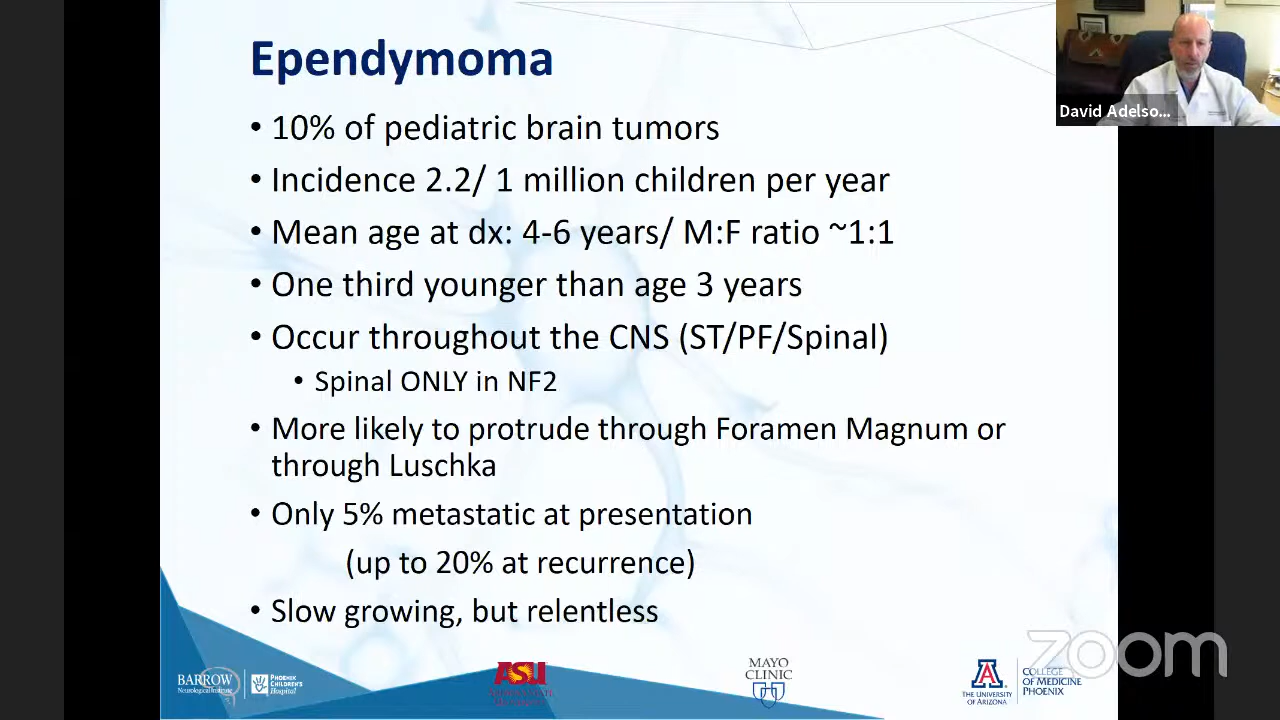 Ependymoma
• 10% of pediatric brain tumors
• Incidence 2.2/ 1 million children per year
• Mean age at dx: 4-6 years/ M:F ratio ~1:1
• One third younger than age 3 years
• Occur throughout the CNS (ST/PF/Spinal)
• Spinal ONLY in NF2
• More likely to protrude through Foramen Magnum or
through Luschka
• Only 5% metastatic at presentation
(up to 20% at recurrence)
• Slow growing, but relentless
David Adelso...
BARROW
Neurological Institute
PHOENIX
CHILDREN'S
Hospital
ASU
MAYO
CLINIC
THE UNIVERSITY
OF ARIZONA
COLLEGE
OF MEDICINE
PHOENIX
zoom